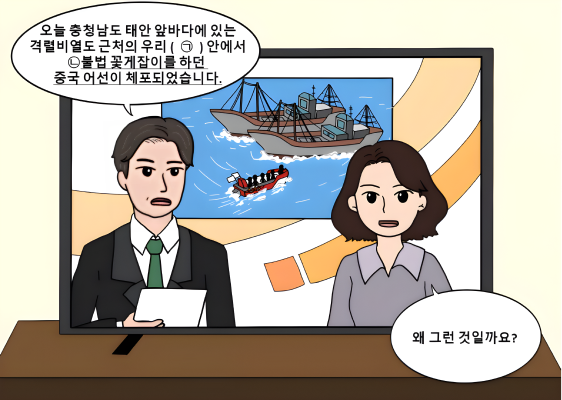 오늘 충청남도 태안 앞바다에 있는
격렬비열도 근처의 우리 ( ㉠ ) 안에서
㉡불법 꽃게잡이를 하던
중국 어선이 체포되었습니다.
왜 그런 것일까요?